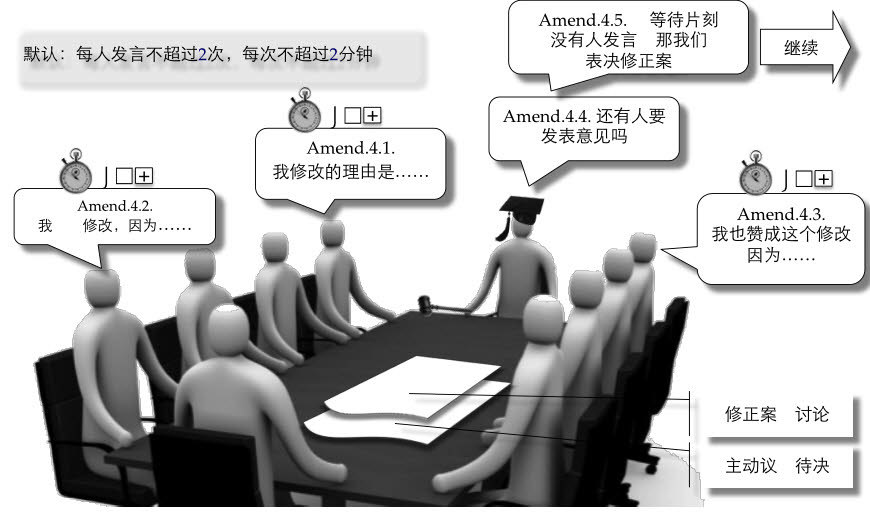 默认：每人发言不超过2次，每次不超过2分钟
Amend.4.5. 等待片刻
没有人发言 那我们
表决修正案
继续
Amend.4.4. 还有人要
发表意见吗
Amend.4.1.
我修改的理由是……
Amend.4.2.
我 修改，因为……
Amend.4.3.
我也赞成这个修改
因为……
修正案 讨论
主动议 待决